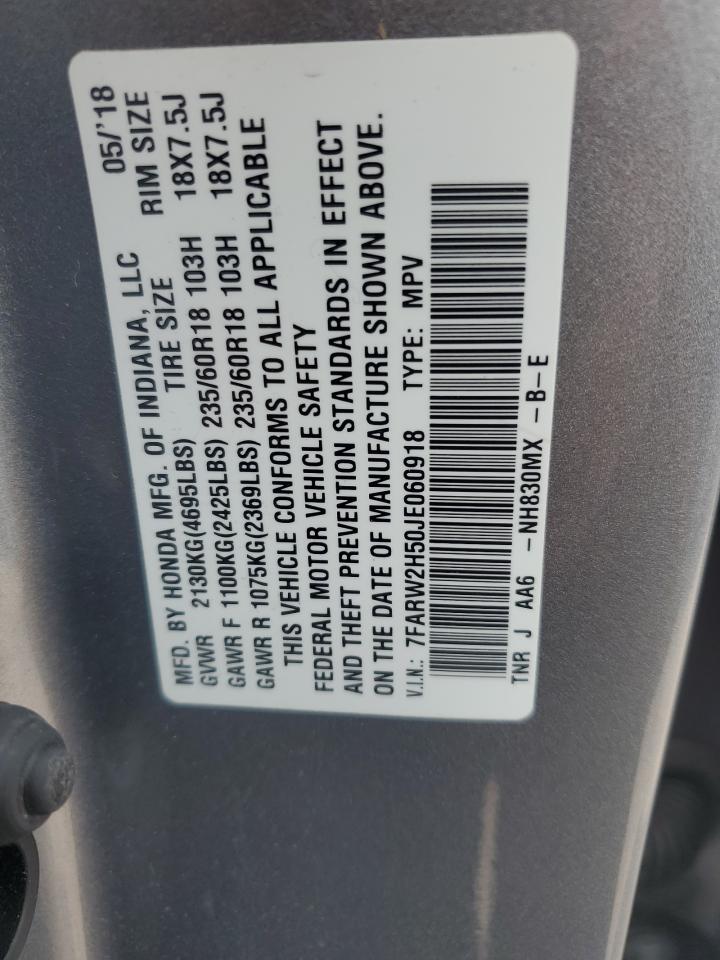 MFD. BY HONDA MFG. OF INDIANA, LLC 05/'18
GVWR 2130KG(4695LBS) TIRE SIZE RIM SIZE
GAWR F 1100KG(2425LBS) 235/60R18 103H 18X7.5J
GAWR R 1075KG(2369LBS) 235/60R18 103H 18X7.5J
THIS VEHICLE CONFORMS TO ALL APPLICABLE
FEDERAL MOTOR VEHICLE SAFETY
AND THEFT PREVENTION STANDARDS IN EFFECT
ON THE DATE OF MANUFACTURE SHOWN ABOVE.
V.I.N.: 7FARW2H50JE060918 TYPE: MPV
TNR J AA6 -NH830MX -B-E